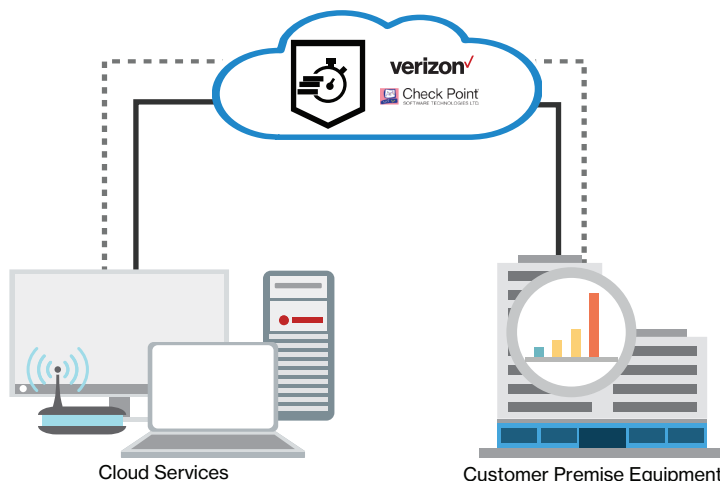 verizon✓
Check Point
SOFTWARE TECHNOLOGIES LTD.
Cloud Services
Customer Premise Equipment